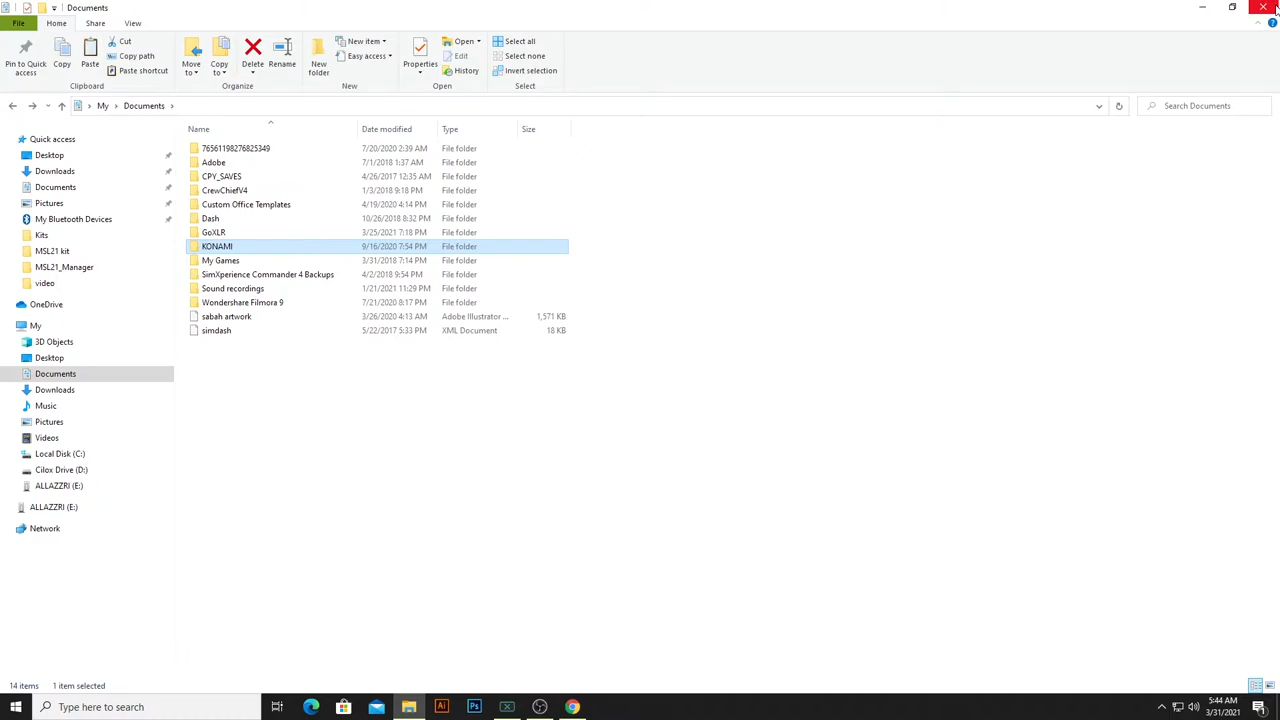 Documents
File Home Share View
Pin to Quick access
Copy
Paste
Cut
Copy path
Paste shortcut
Clipboard
Move to
Copy to
Delete
Rename
Organize
New folder
New item
Easy access
New
Properties
Open
Edit
History
Open
Select all
Select none
Invert selection
Select
My Documents
Search Documents
Name Date modified Type Size
Quick access
Desktop
Downloads
Documents
Pictures
My Bluetooth Devices
Kits
MSL21 kit
MSL21_Manager
video
OneDrive
My
3D Objects
Desktop
Documents
Downloads
Music
Pictures
Videos
Local Disk (C:)
Cilox Drive (D:)
ALLAZZRI (E:)
ALLAZZRI (E:)
Network
76561198276825349 7/20/2020 2:39 AM File folder
Adobe 7/1/2018 1:37 AM File folder
CPY_SAVES 4/26/2017 12:35 AM File folder
CrewChiefV4 1/3/2018 9:18 PM File folder
Custom Office Templates 4/19/2020 4:14 PM File folder
Dash 10/26/2018 8:32 PM File folder
GoXLR 3/25/2021 7:18 PM File folder
KONAMI 9/16/2020 7:54 PM File folder
My Games 3/31/2018 7:14 PM File folder
SimXperience Commander 4 Backups 4/2/2018 9:54 PM File folder
Sound recordings 1/21/2021 11:29 PM File folder
Wondershare Filmora 9 7/21/2020 8:17 PM File folder
sabah artwork 3/26/2020 4:13 AM Adobe Illustrator ... 1,571 KB
simdash 5/22/2017 5:33 PM XML Document 18 KB
14 items 1 item selected
Type here to search
Ai
Ps
5:44 AM
3/31/2021
1